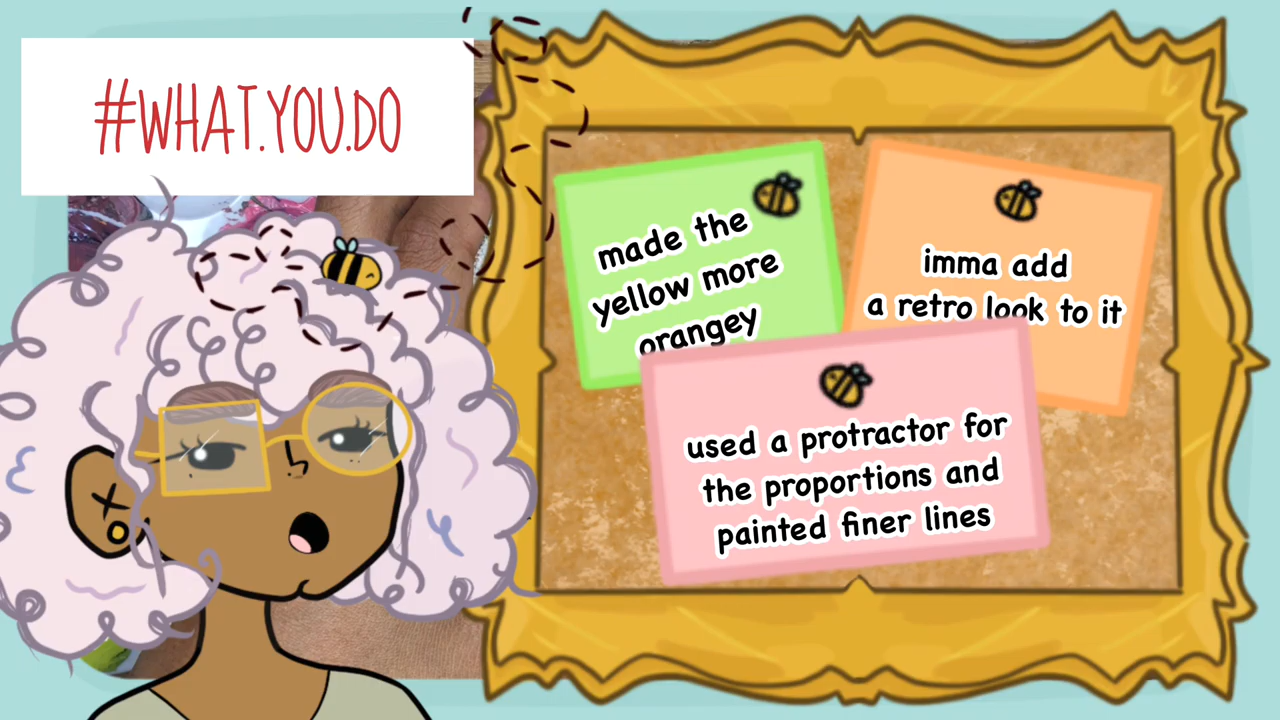 #WHAT.YOU.DO
made the
yellow more
orangey
imma add
a retro look to it
used a protractor for
the proportions and
painted finer lines